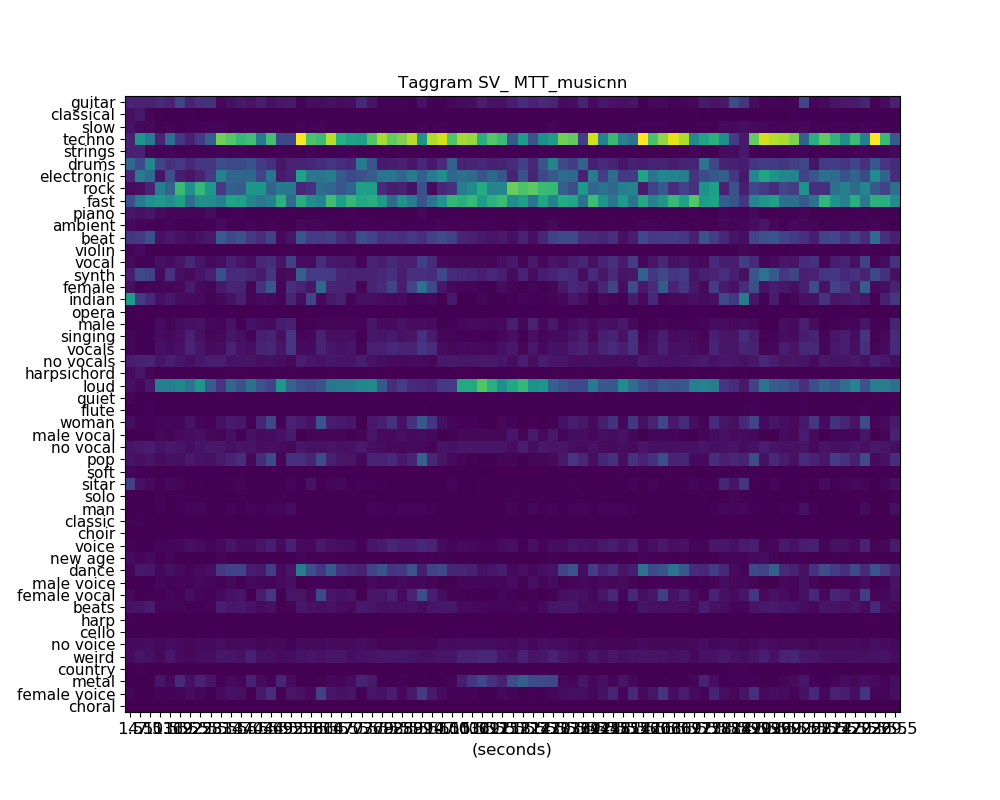 Taggram SV_ MTT_musicnn
guitar
classical
slow
techno
strings
drums
electronic
rock
fast
piano
ambient
beat
violin
vocal
synth
female
indian
opera
male
singing
vocals
no vocals
harpsichord
loud
quiet
flute
woman
male vocal
no vocal
pop
soft
sitar
solo
man
classic
choir
voice
new age
dance
male voice
female vocal
beats
harp
cello
no voice
weird
country
metal
female voice
choral
(seconds)